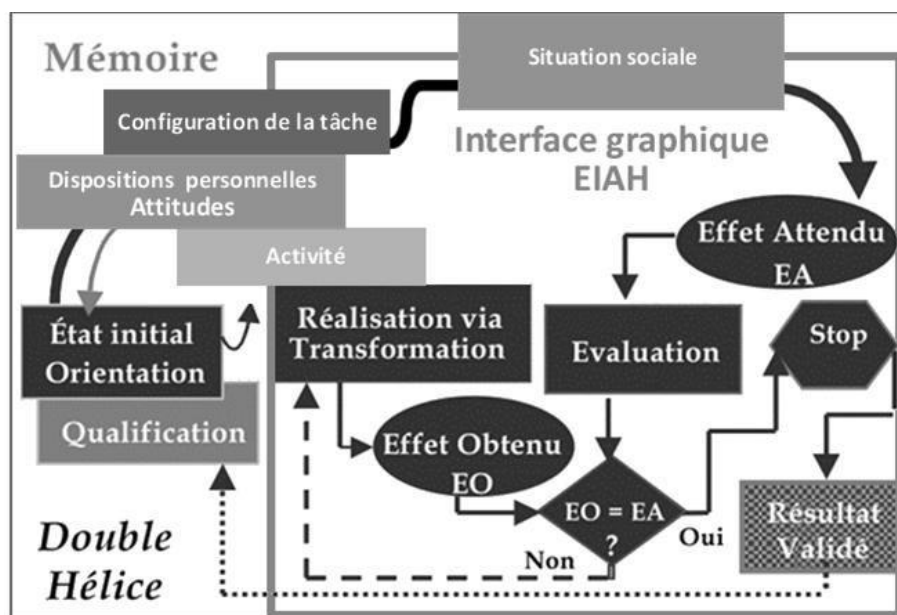 Mémoire
Situation sociale
Configuration de la tâche
Interface graphique
EIAH
Dispositions personnelles
Attitudes
Effet Attendu
EA
Activité
État initial
Orientation
Réalisation via
Transformation
Evaluation
Stop
Qualification
Effet Obtenu
EO
EO = EA
?
Non
Oui
Résultat
Validé
Double
Hélice